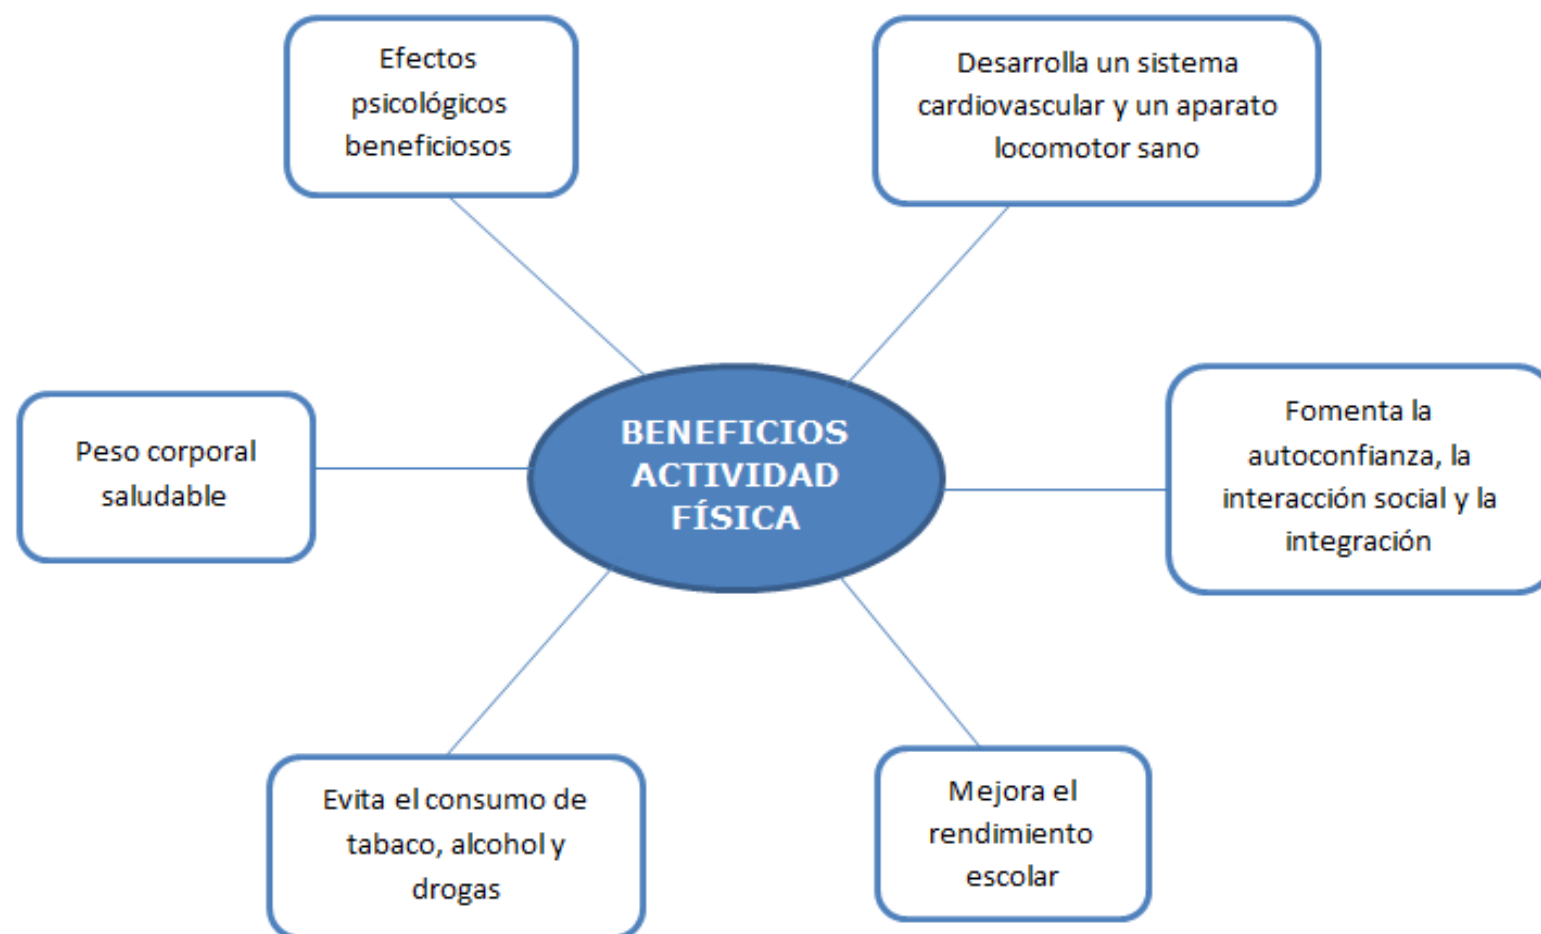 Efectos
psicológicos
beneficiosos
Desarrolla un sistema
cardiovascular y un aparato
locomotor sano
Peso corporal
saludable
BENEFICIOS
ACTIVIDAD
FÍSICA
Fomenta la
autoconfianza, la
interacción social y la
integración
Evita el consumo de
tabaco, alcohol y
drogas
Mejora el
rendimiento
escolar